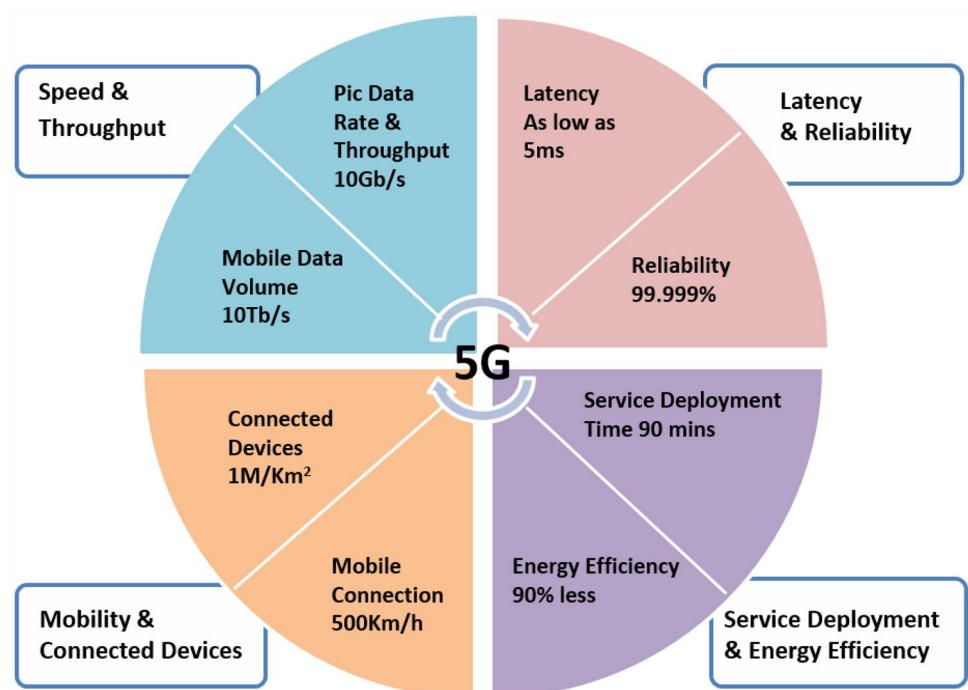 Speed &
Throughput
Pic Data
Rate &
Throughput
10Gb/s
Mobile Data
Volume
10Tb/s
Latency
As low as
5ms
Reliability
99.999%
Latency
& Reliability
5G
Connected
Devices
1M/Km²
Mobile
Connection
500Km/h
Mobility &
Connected Devices
Service Deployment
Time 90 mins
Energy Efficiency
90% less
Service Deployment
& Energy Efficiency